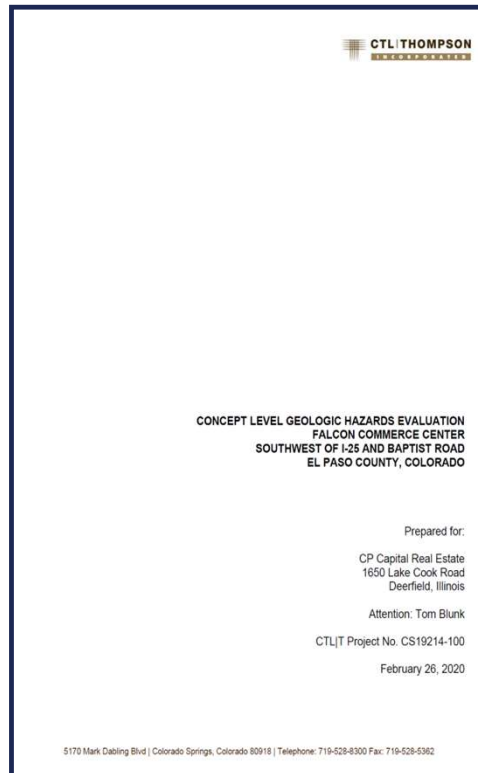 CTL|THOMPSON
INCORPORATED
CONCEPT LEVEL GEOLOGIC HAZARDS EVALUATION
FALCON COMMERCE CENTER
SOUTHWEST OF I-25 AND BAPTIST ROAD
EL PASO COUNTY, COLORADO
Prepared for:
CP Capital Real Estate
1650 Lake Cook Road
Deerfield, Illinois
Attention: Tom Blunk
CTL|T Project No. CS19214-100
February 26, 2020
5170 Mark Dabling Blvd | Colorado Springs, Colorado 80918 | Telephone: 719-528-8300 Fax: 719-528-5362